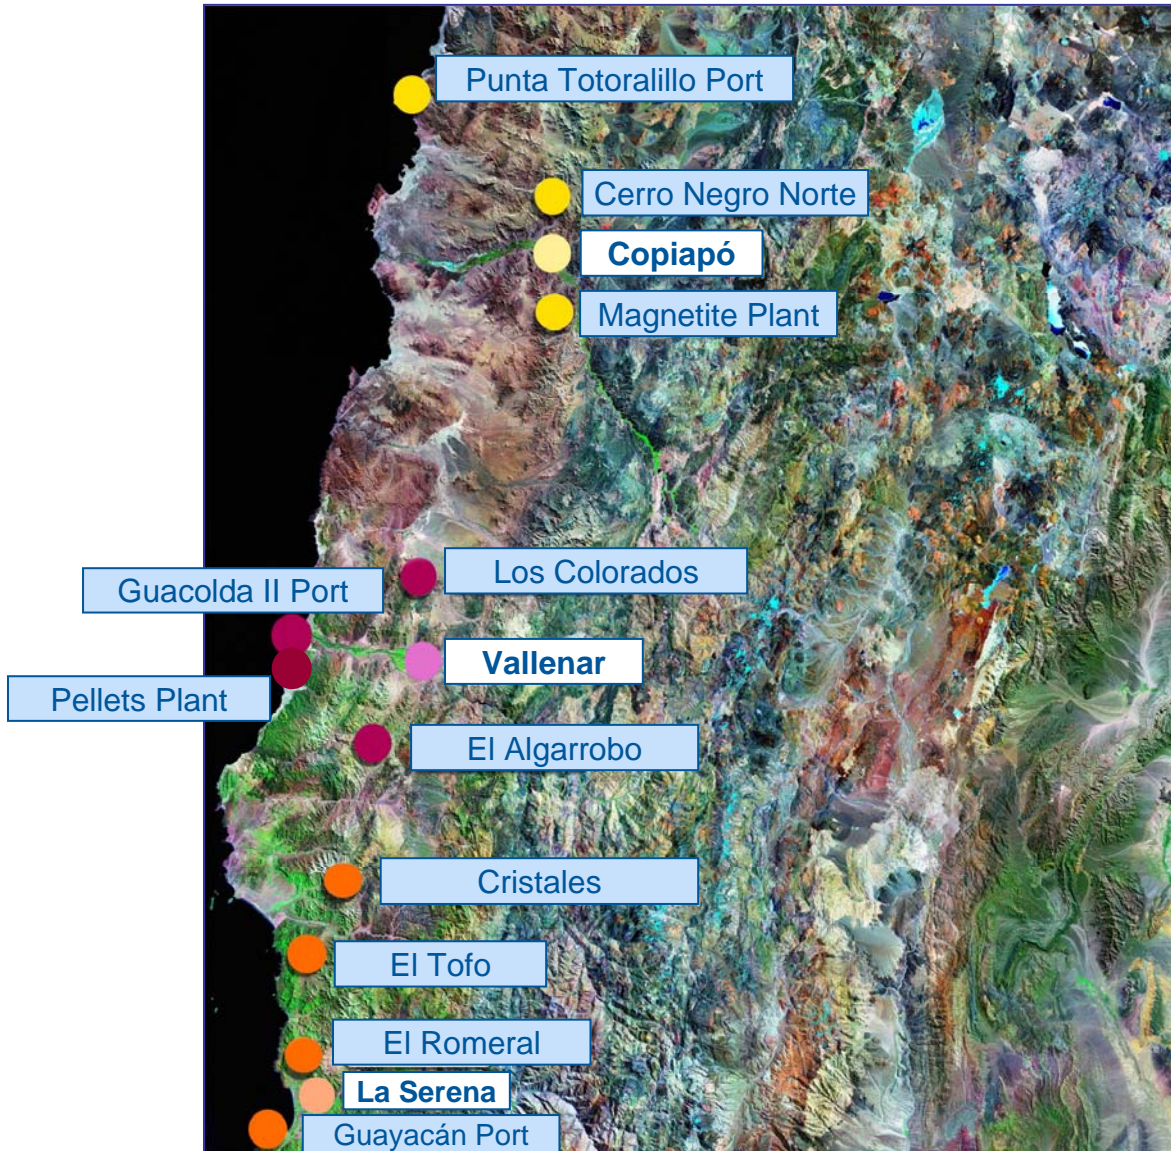 Punta Totoralillo Port
Cerro Negro Norte
Copiapó
Magnetite Plant
Los Colorados
Guacolda II Port
Vallenar
Pellets Plant
El Algarrobo
Cristales
El Tofo
El Romeral
La Serena
Guayacán Port